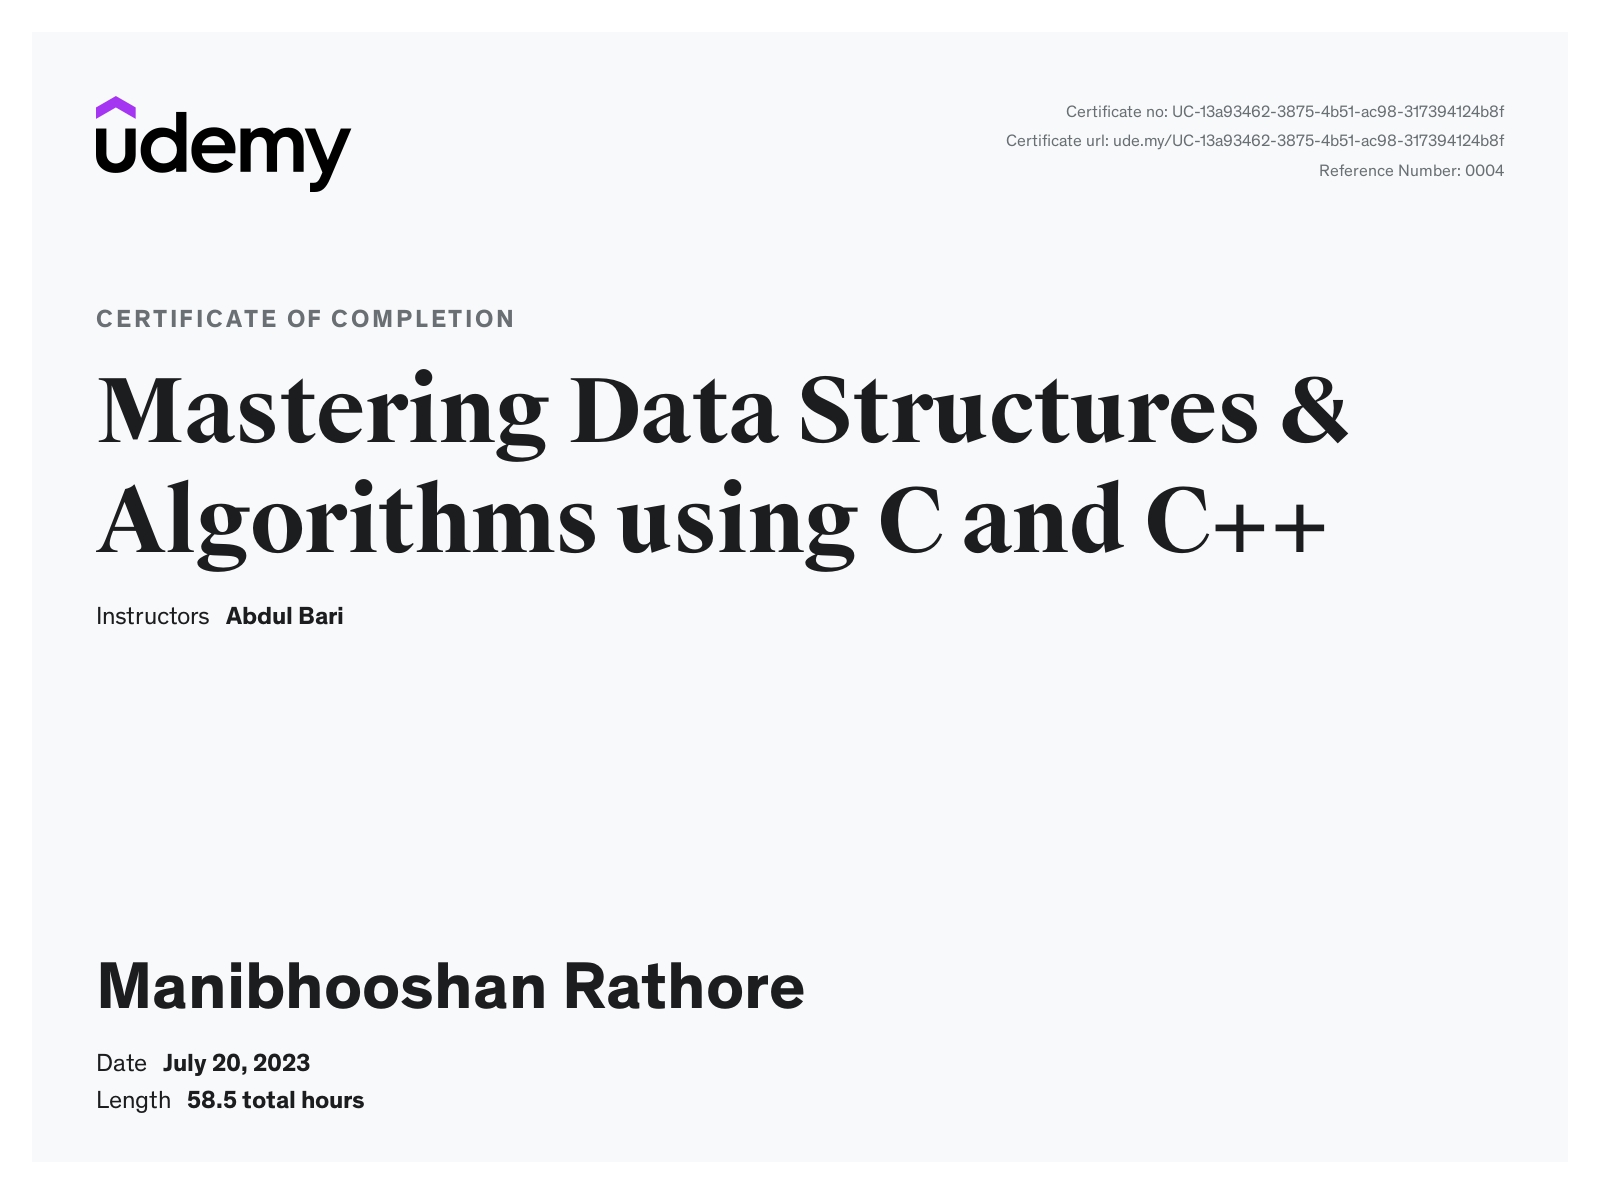 udemy
Certificate no: UC-13a93462-3875-4b51-ac98-317394124b8f
Certificate url: ude.my/UC-13a93462-3875-4b51-ac98-317394124b8f
Reference Number: 0004
CERTIFICATE OF COMPLETION
Mastering Data Structures &
Algorithms using C and C++
Instructors Abdul Bari
Manibhooshan Rathore
Date July 20, 2023
Length 58.5 total hours